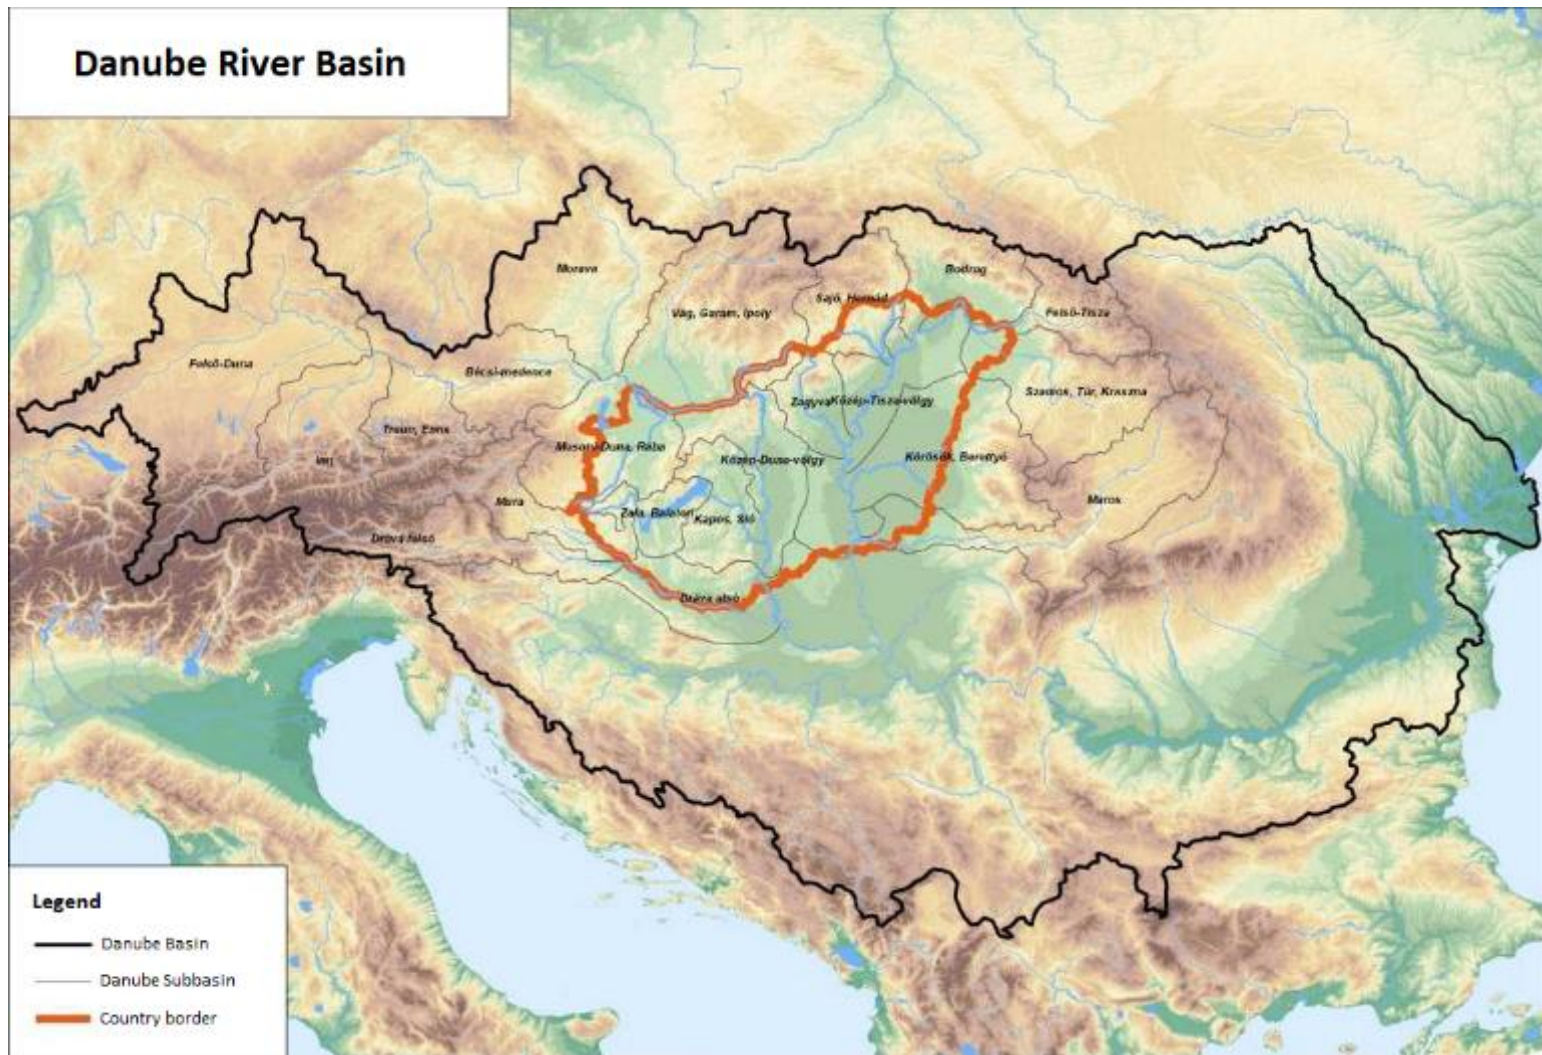 Danube River Basin
Morava
Bodrog
Sajó, Hernád
Vág, Garam, Ipoly
Felső-Tisza
Felső-Duna
Bécsi-medence
Szamos, Túr, Kraszna
Zagyva
Közép-Tisza-völgy
Traun, Enns
Mosoni-Duna, Rába
Inn
Közép-Duna-völgy
Körösök, Berettyó
Mura
Maros
Zala, Balaton
Kapos, Sió
Dráva felső
Dráva alsó
Legend
Danube Basin
Danube Subbasin
Country border